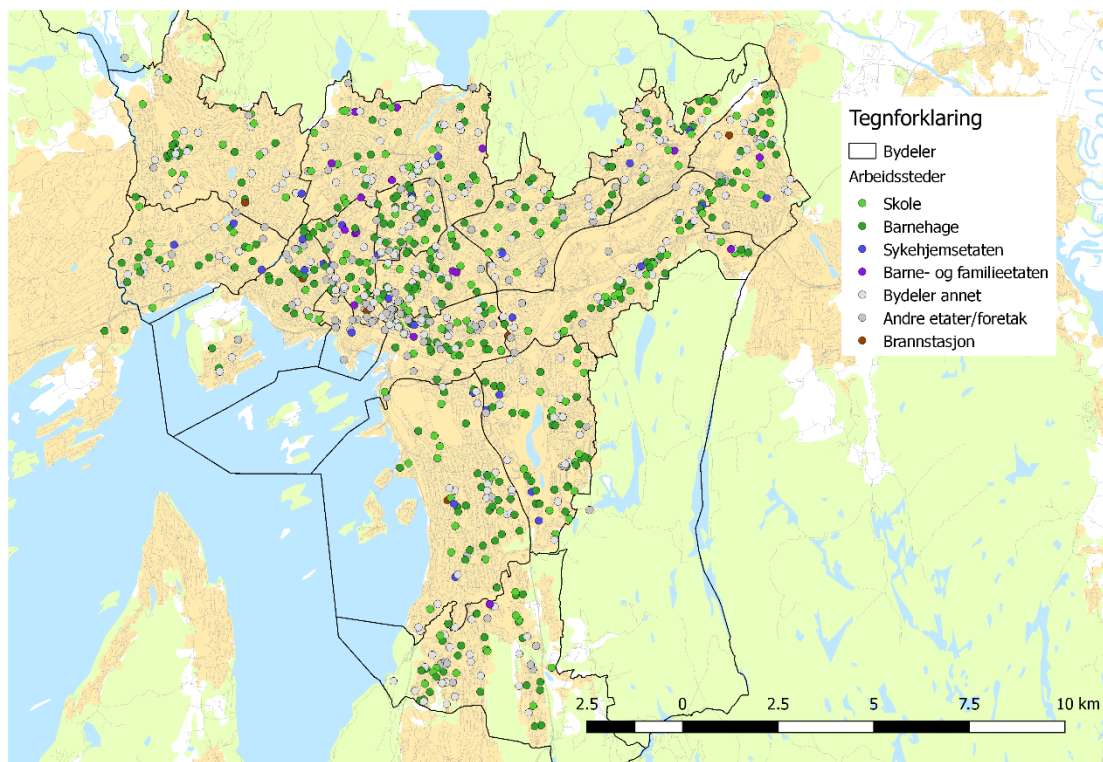 Tegnforklaring
Bydeler
Arbeidssteder
Skole
Barnehage
Sykehjemsetaten
Barne- og familieetaten
Bydeler annet
Andre etater/foretak
Brannstasjon
2.5 0 2.5 5 7.5 10 km